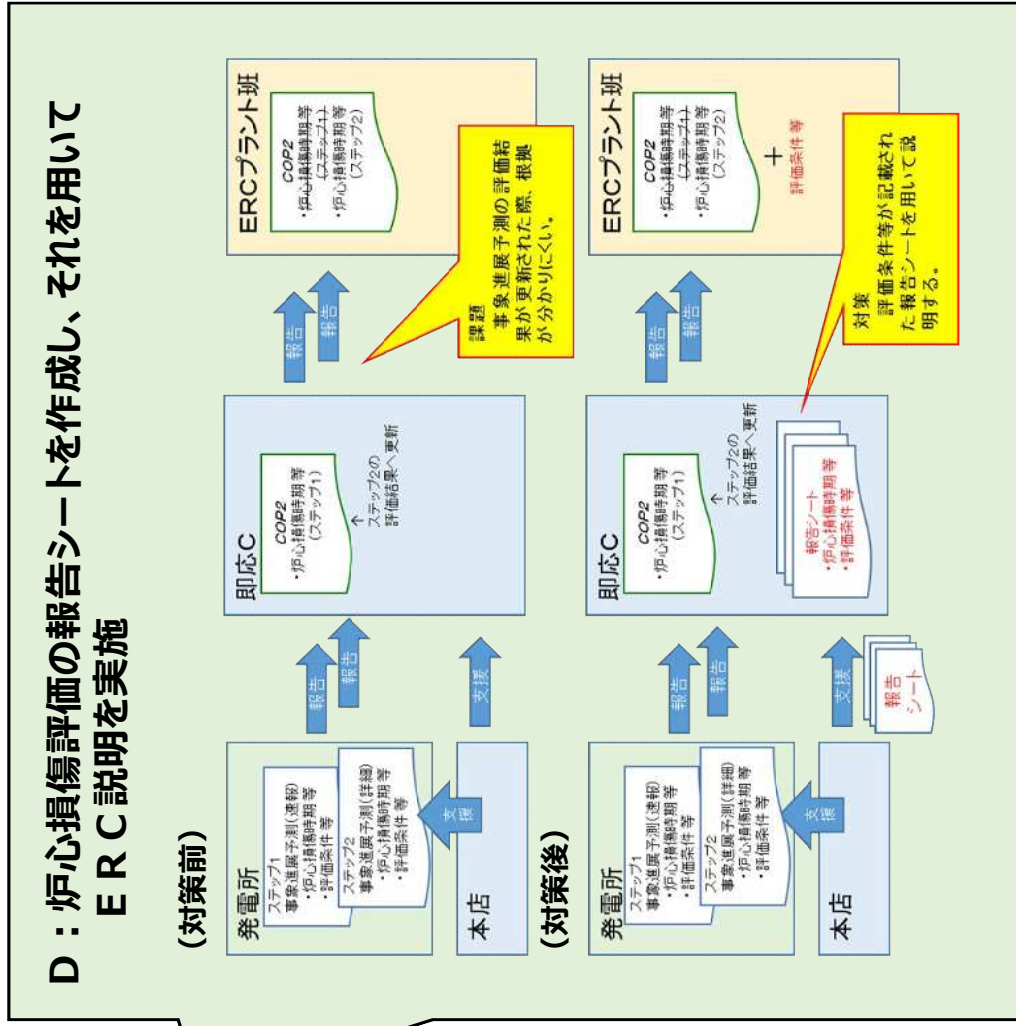 D：炉心損傷評価の報告シートを作成し、それを用いて
ＥＲＣ説明を実施
(対策前)
発電所
ステップ1
事象進展予測(速報)
・炉心損傷時期等
・評価条件等
ステップ2
事象進展予測(詳細)
・炉心損傷時期等
・評価条件等
支援
本店
報告
報告
支援
即応C
COP2
・炉心損傷時期等
(ステップ1)
↑
ステップ2の
評価結果へ更新
報告
報告
ERCプラント班
COP2
・炉心損傷時期等
(ステップ1)
・炉心損傷時期等
(ステップ2)
課題
事象進展予測の評価結
果が更新された際、根拠
が分かりにくい。
(対策後)
発電所
ステップ1
事象進展予測(速報)
・炉心損傷時期等
・評価条件等
ステップ2
事象進展予測(詳細)
・炉心損傷時期等
・評価条件等
支援
本店
報告
報告
支援
報告
シート
即応C
COP2
・炉心損傷時期等
(ステップ1)
↑
ステップ2の
評価結果へ更新
報告シート
・炉心損傷時期等
・評価条件等
報告
報告
ERCプラント班
COP2
・炉心損傷時期等
(ステップ1)
・炉心損傷時期等
(ステップ2)
＋
評価条件等
対策
評価条件等が記載され
た報告シートを用いて説
明する。